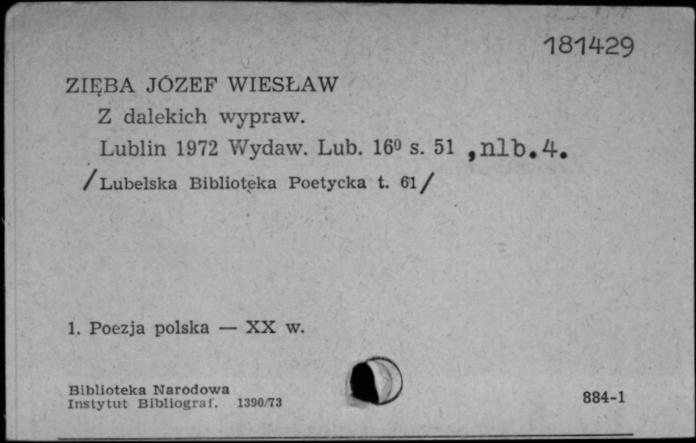 181429
ZIĘBA JÓZEF WIESŁAW
Z dalekich wypraw.
Lublin 1972 Wydaw. Lub. 16⁰ s. 51 ,nlb.4.
/Lubelska Biblioteka Poetycka t. 61/
1. Poezja polska — XX w.
Biblioteka Narodowa
Instytut Bibliograf. 1390/73
884-1